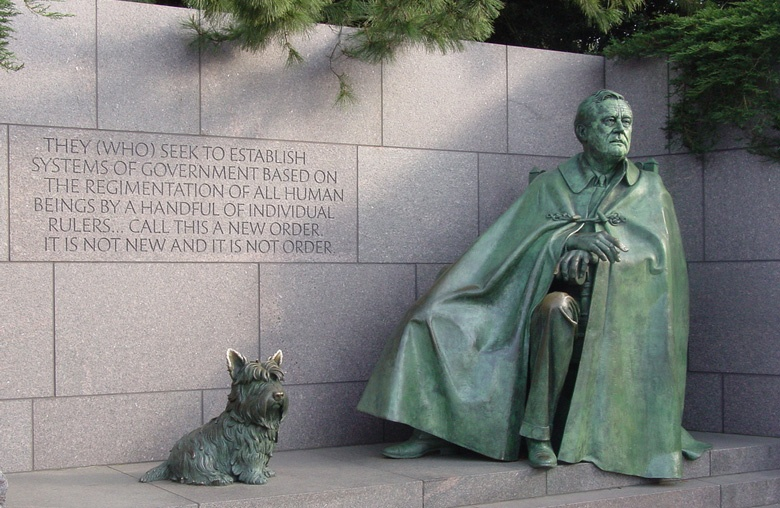 THEY (WHO) SEEK TO ESTABLISH
SYSTEMS OF GOVERNMENT BASED ON
THE REGIMENTATION OF ALL HUMAN
BEINGS BY A HANDFUL OF INDIVIDUAL
RULERS... CALL THIS A NEW ORDER.
IT IS NOT NEW AND IT IS NOT ORDER.